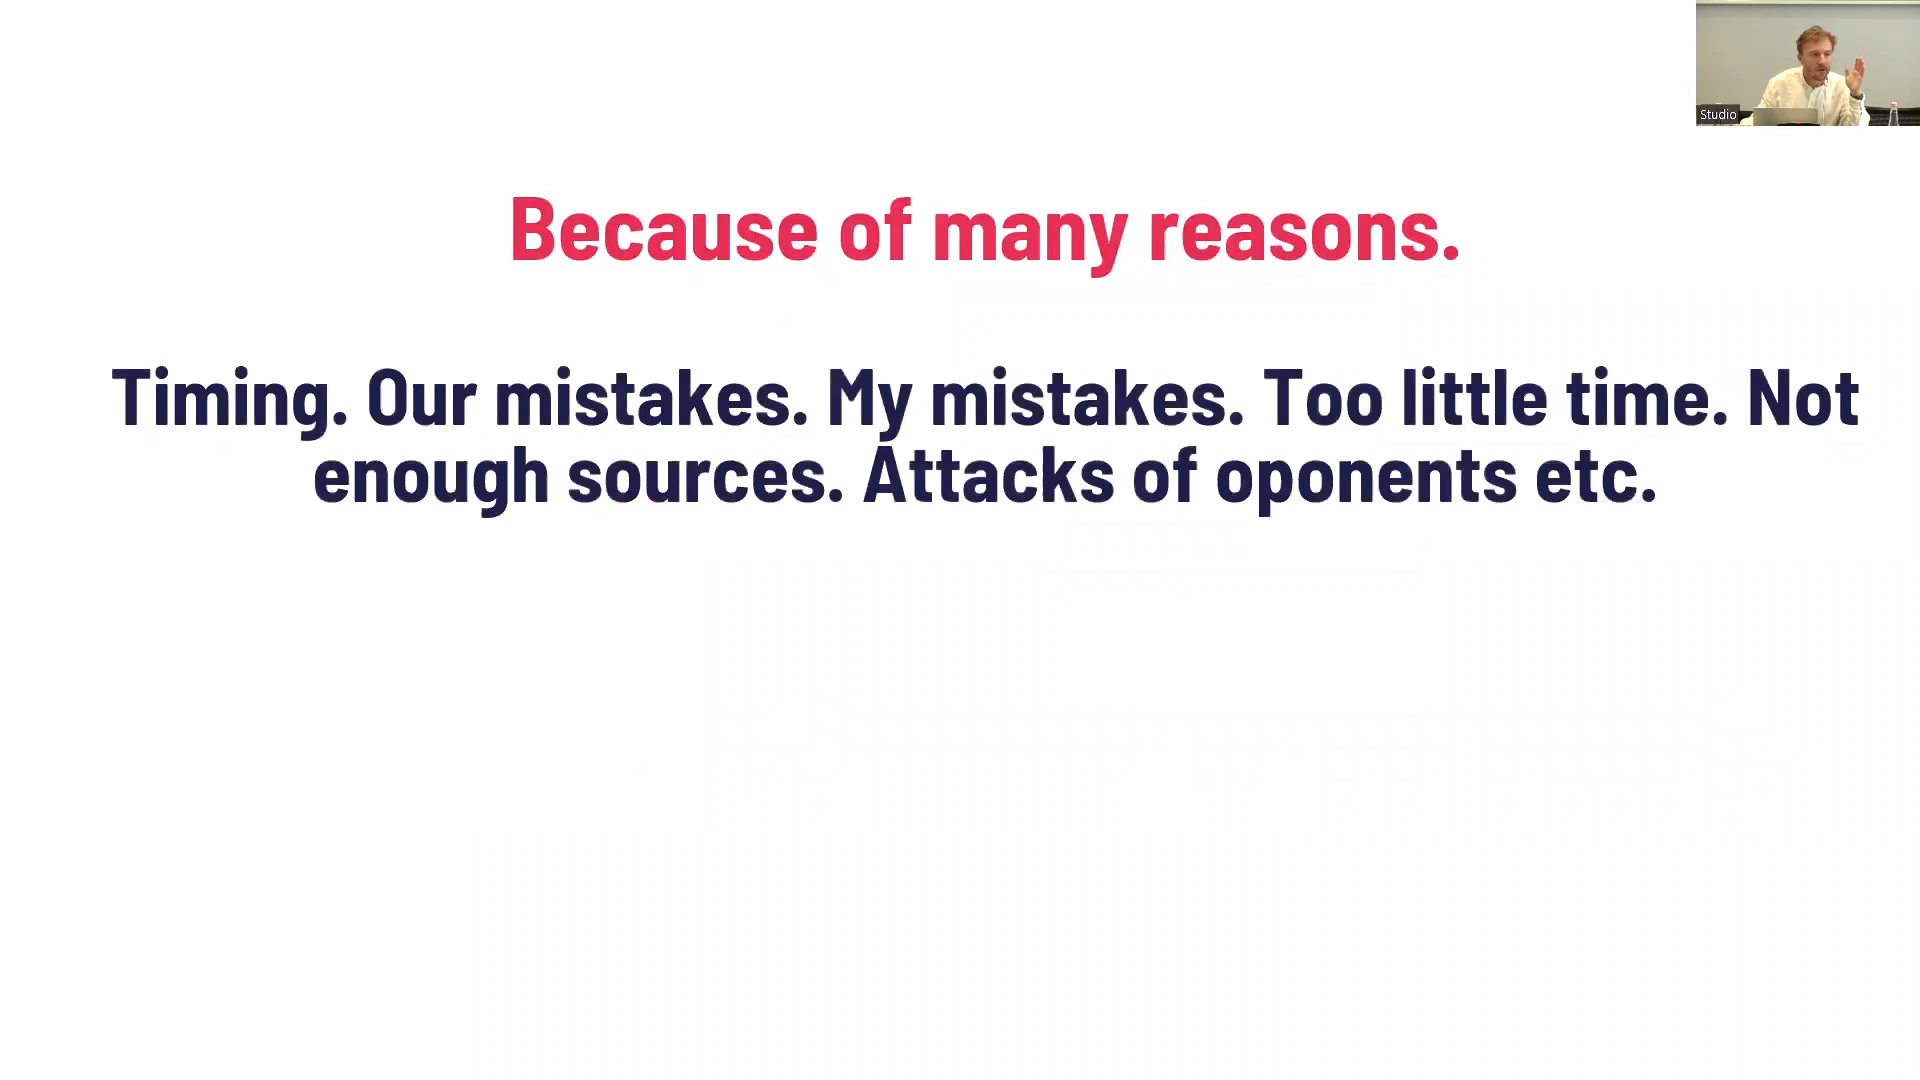 Studio
Because of many reasons.
Timing. Our mistakes. My mistakes. Too little time. Not
enough sources. Attacks of oponents etc.